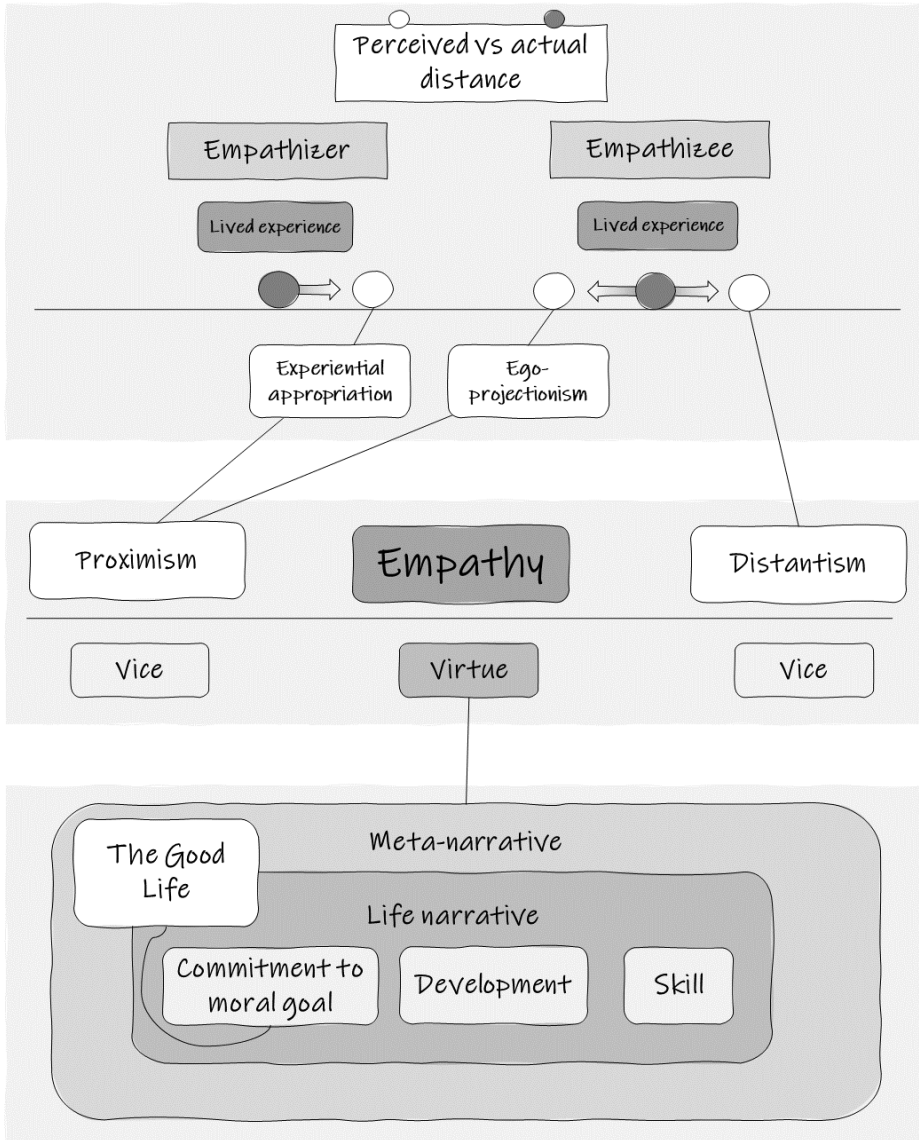 Perceived vs actual
distance
Empathizer
Empathizee
Lived experience
Lived experience
Experiential
appropriation
Ego-
projectionism
Proximism
Empathy
Distantism
Vice
Virtue
Vice
Meta-narrative
The Good
Life
Life narrative
Commitment to
moral goal
Development
Skill